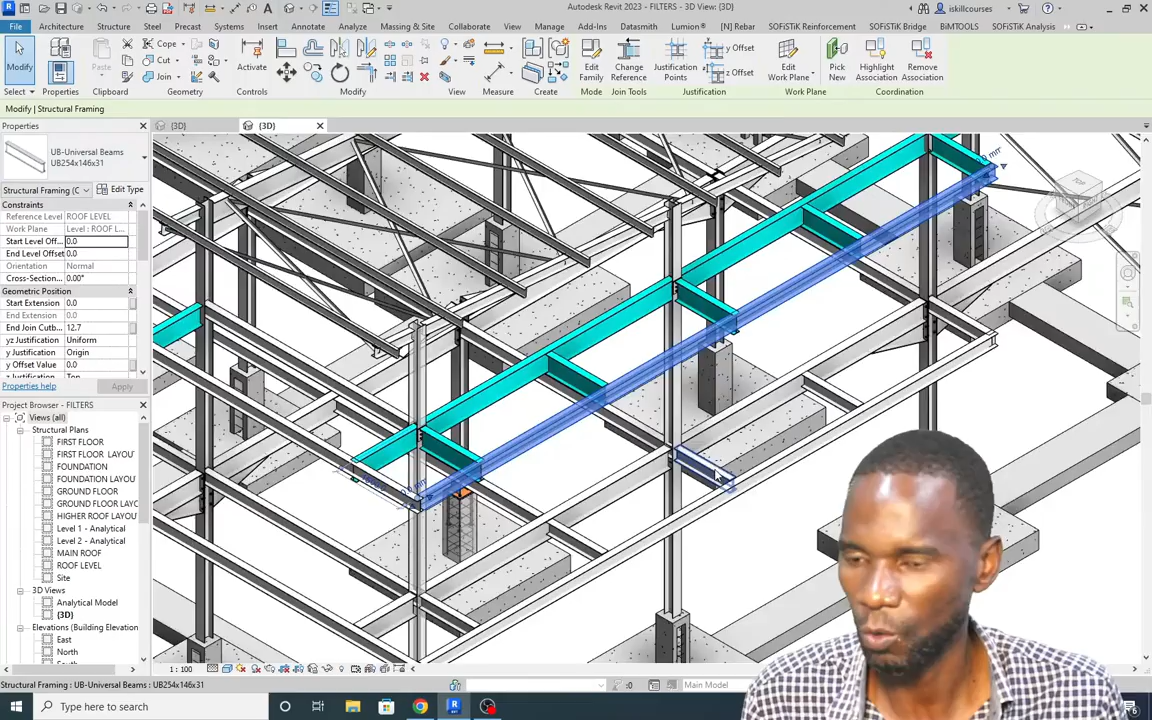 Autodesk Revit 2023 - FILTERS - 3D View: {3D}
iskillcourses
File Architecture Structure Steel Precast Systems Insert Annotate Analyze Massing & Site Collaborate View Manage Add-Ins Datasmith Lumion® [N] Rebar SOFiSTiK Reinforcement SOFiSTiK Bridge BiMTOOLS SOFiSTiK Analysis
Modify
Paste
Cope
Cut
Join
Activate
Edit Family
Change Reference
Justification Points
y Offset
z Offset
Edit Work Plane
Pick New
Highlight Association
Remove Association
Select Properties Clipboard Geometry Controls Modify View Measure Create Mode Join Tools Justification Work Plane Coordination
Modify | Structural Framing
Properties
{3D}
{3D}
UB-Universal Beams
UB254x146x31
Structural Framing (C
Edit Type
Constraints
Reference Level ROOF LEVEL
Work Plane Level : ROOF L...
Start Level Off... 0.0
End Level Offset 0.0
Orientation Normal
Cross-Section... 0.00°
Geometric Position
Start Extension 0.0
End Join Cutb... 12.7
yz Justification Uniform
y Justification Origin
y Offset Value 0.0
z Justification Top
Properties help
Apply
Project Browser - FILTERS
Views (all)
Structural Plans
FIRST FLOOR
FIRST FLOOR LAYOU
FOUNDATION
FOUNDATION LAYOU
GROUND FLOOR
GROUND FLOOR LAYC
HIGHER ROOF LAYOU
Level 1 - Analytical
Level 2 - Analytical
MAIN ROOF
ROOF LEVEL
Site
3D Views
Analytical Model
{3D}
Elevations (Building Elevation
East
North
South
TOP
0.0 mm
0.0 mm
1 : 100
Structural Framing : UB-Universal Beams : UB254x146x31
:0
Main Model
Type here to search